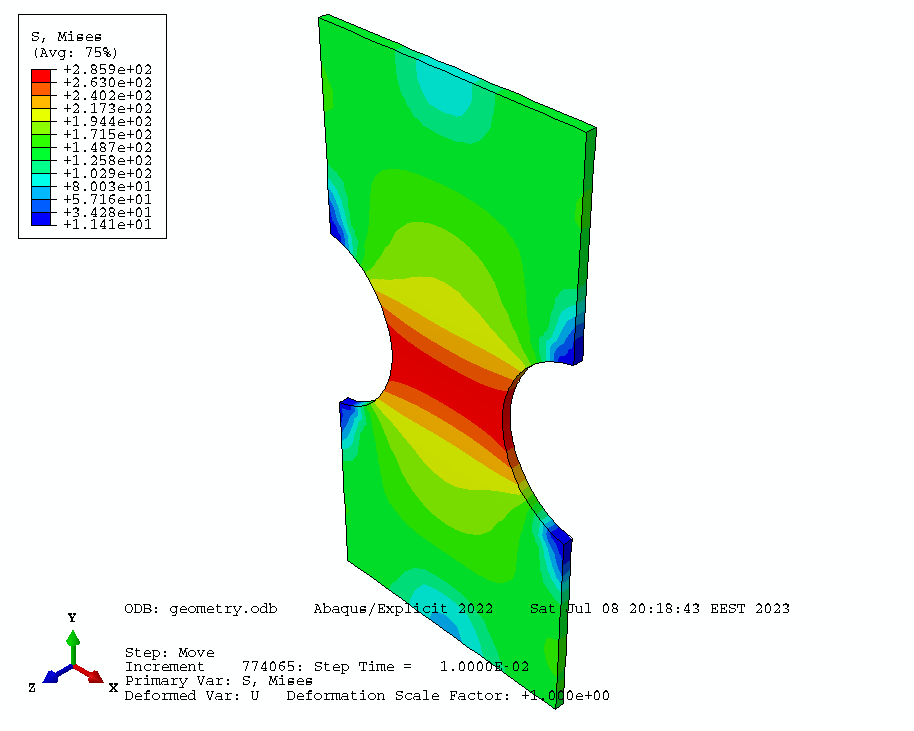 S, Mises
(Avg: 75%)
+2.859e+02
+2.630e+02
+2.402e+02
+2.173e+02
+1.944e+02
+1.715e+02
+1.487e+02
+1.258e+02
+1.029e+02
+8.003e+01
+5.716e+01
+3.428e+01
+1.141e+01
ODB: geometry.odb    Abaqus/Explicit 2022    Sat Jul 08 20:18:43 EEST 2023
Y
Z
X
Step: Move
Increment    774065: Step Time =    1.0000E-02
Primary Var: S, Mises
Deformed Var: U   Deformation Scale Factor: +1.000e+00